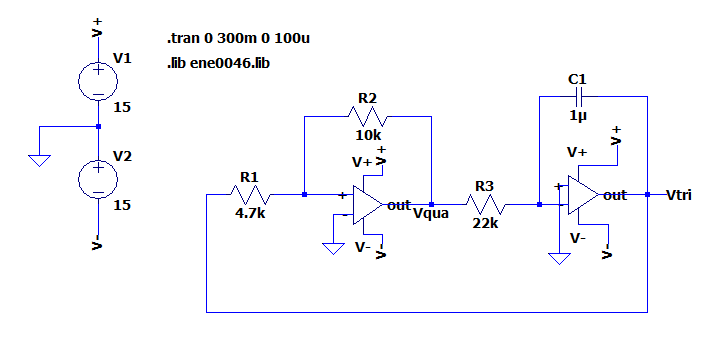 V+
V1
15
V2
15
V-
.tran 0 300m 0 100u
.lib ene0046.lib
R1
4.7k
R2
10k
V+
V+
+
-
out
V-
V-
Vqua
R3
22k
C1
1µ
V+
V+
+
-
out
V-
V-
Vtri